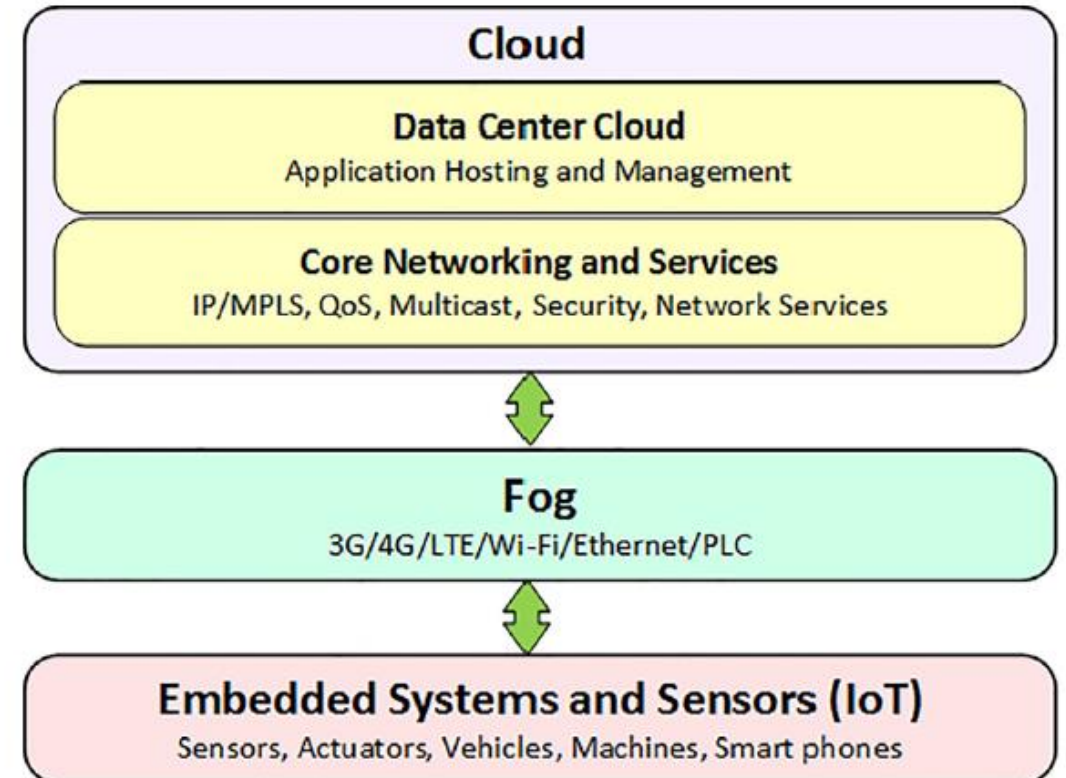 Cloud
Data Center Cloud
Application Hosting and Management
Core Networking and Services
IP/MPLS, QoS, Multicast, Security, Network Services
Fog
3G/4G/LTE/Wi-Fi/Ethernet/PLC
Embedded Systems and Sensors (IoT)
Sensors, Actuators, Vehicles, Machines, Smart phones